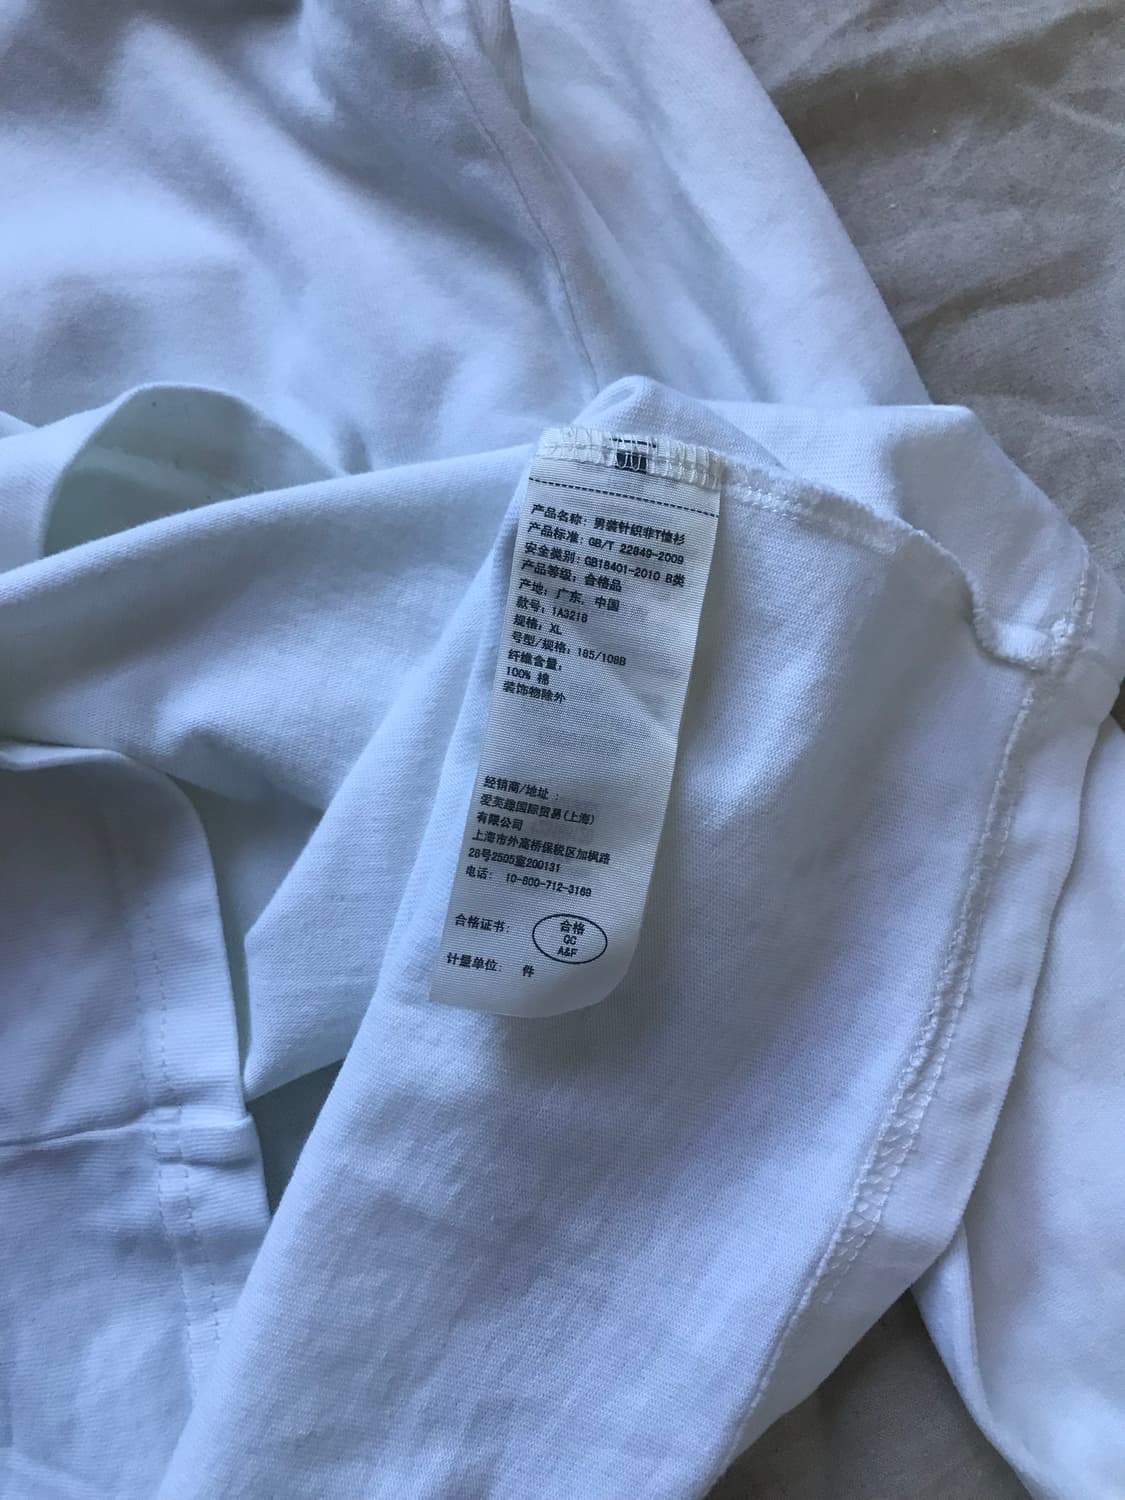 产品名称: 男装针织非T恤衫
产品标准: GB/T 22849-2009
安全类别: GB18401-2010 B类
产品等级: 合格品
产地: 广东, 中国
款号: 1A3218
规格: XL
号型/规格: 185/108B
纤维含量:
100% 棉
装饰物除外
经销商/地址 :
爱芙趣国际贸易(上海)
有限公司
上海市外高桥保税区加枫路
26号2505室200131
电话: 10-800-712-3169
合格证书:
合格
QC
A&F
计量单位: 件